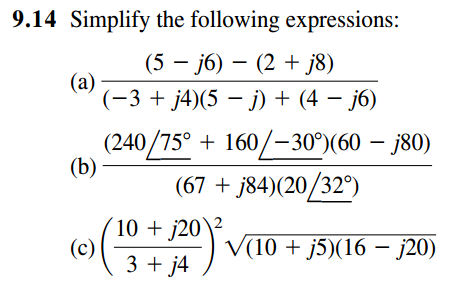 9.14 Simplify the following expressions:
(a) (5 − j6) − (2 + j8)
(−3 + j4)(5 − j) + (4 − j6)
(b) (240/75° + 160/−30°)(60 − j80)
(67 + j84)(20/32°)
(c) (10 + j20
3 + j4)² √(10 + j5)(16 − j20)